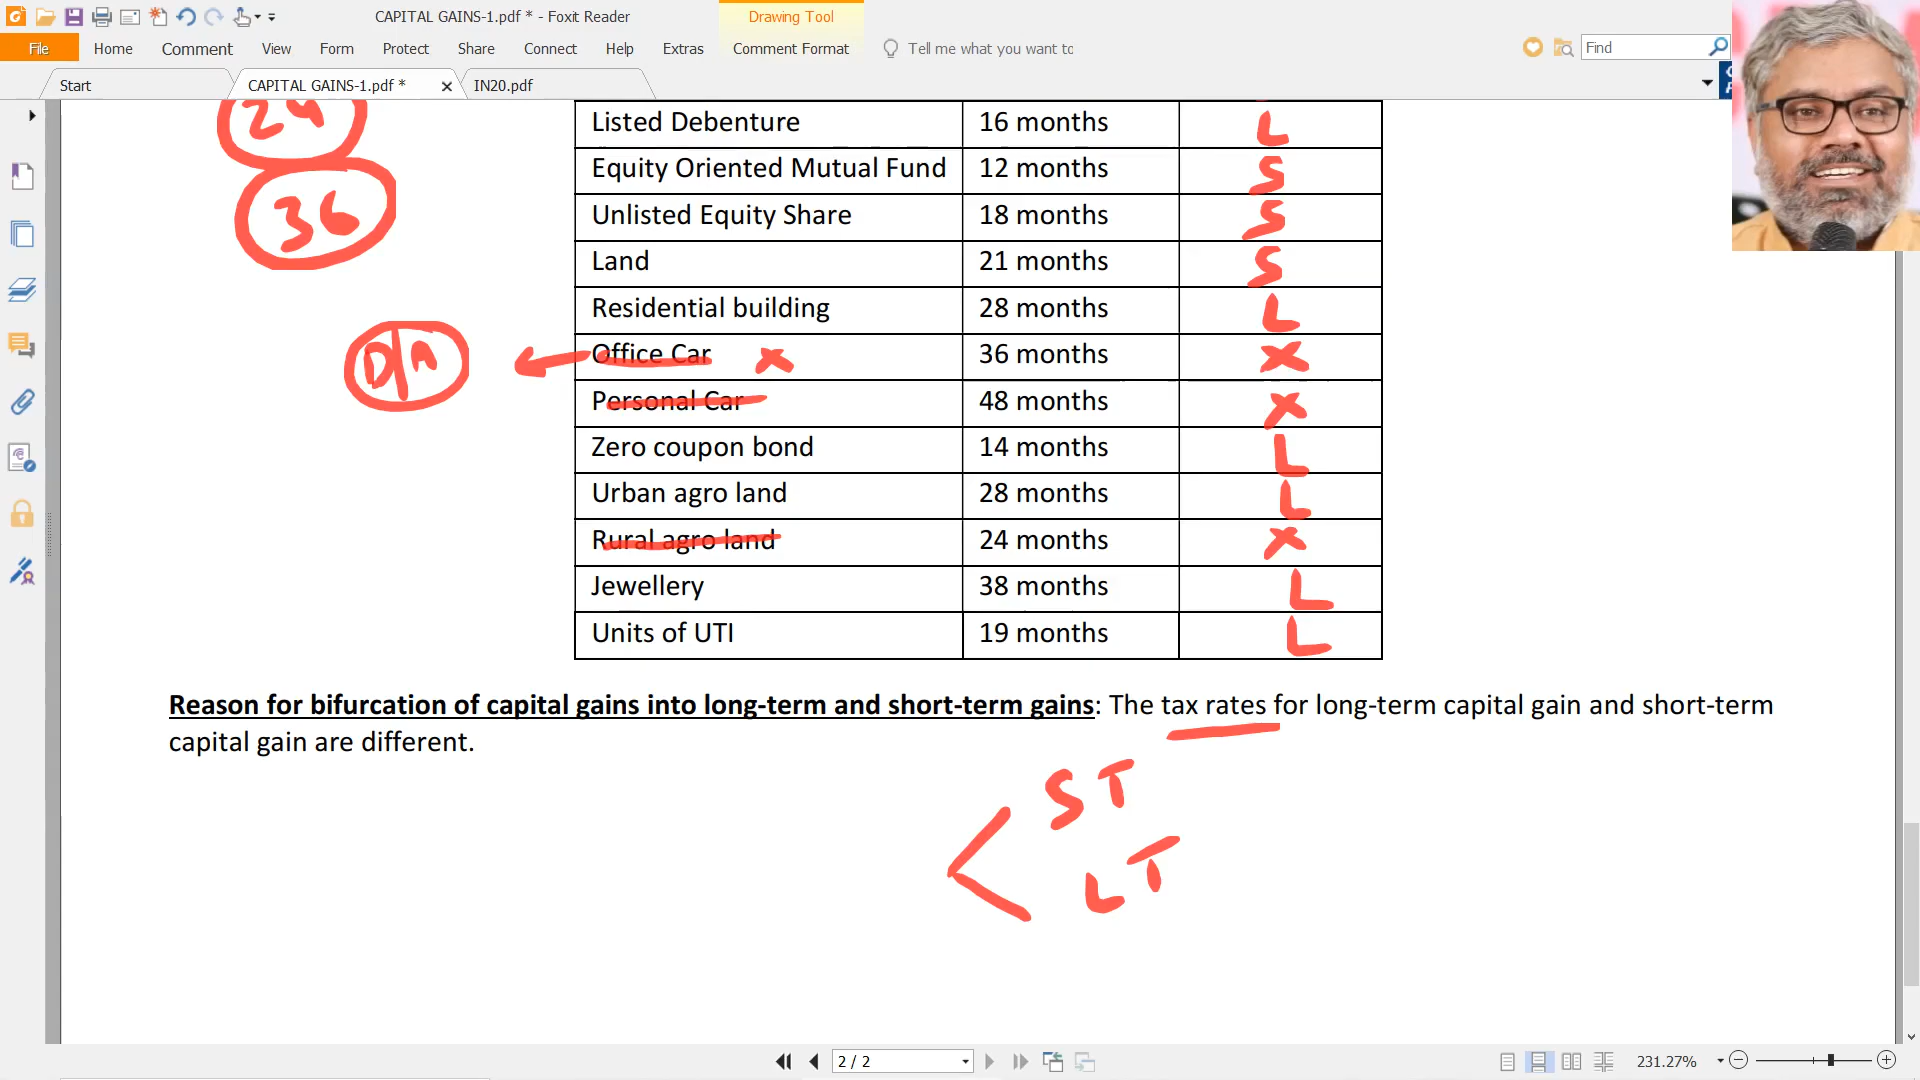 CAPITAL GAINS-1.pdf * - Foxit Reader
Drawing Tool
File Home Comment View Form Protect Share Connect Help Extras Comment Format Tell me what you want to Find
Start CAPITAL GAINS-1.pdf * IN20.pdf
24
36
D/A
Listed Debenture 16 months L
Equity Oriented Mutual Fund 12 months S
Unlisted Equity Share 18 months S
Land 21 months S
Residential building 28 months L
Office Car x 36 months x
Personal Car 48 months x
Zero coupon bond 14 months L
Urban agro land 28 months L
Rural agro land 24 months x
Jewellery 38 months L
Units of UTI 19 months L
Reason for bifurcation of capital gains into long-term and short-term gains: The tax rates for long-term capital gain and short-term
capital gain are different.
ST
LT
2 / 2
231.27%